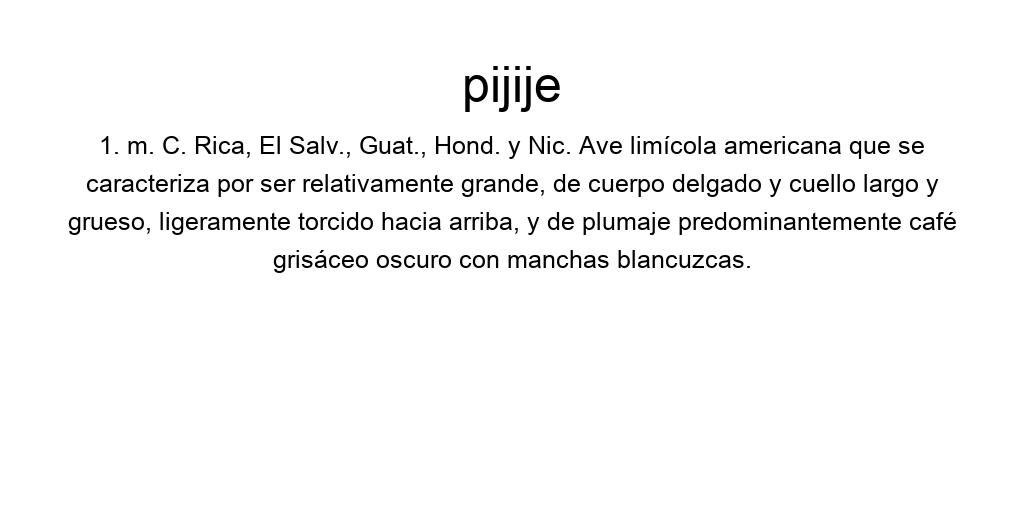 pijije
1. m. C. Rica, El Salv., Guat., Hond. y Nic. Ave limícola americana que se
caracteriza por ser relativamente grande, de cuerpo delgado y cuello largo y
grueso, ligeramente torcido hacia arriba, y de plumaje predominantemente café
grisáceo oscuro con manchas blancuzcas.